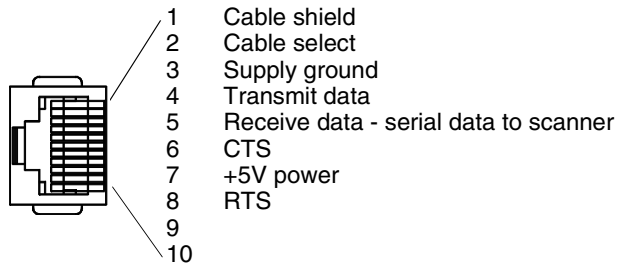 1 Cable shield
2 Cable select
3 Supply ground
4 Transmit data
5 Receive data - serial data to scanner
6 CTS
7 +5V power
8 RTS
9
10